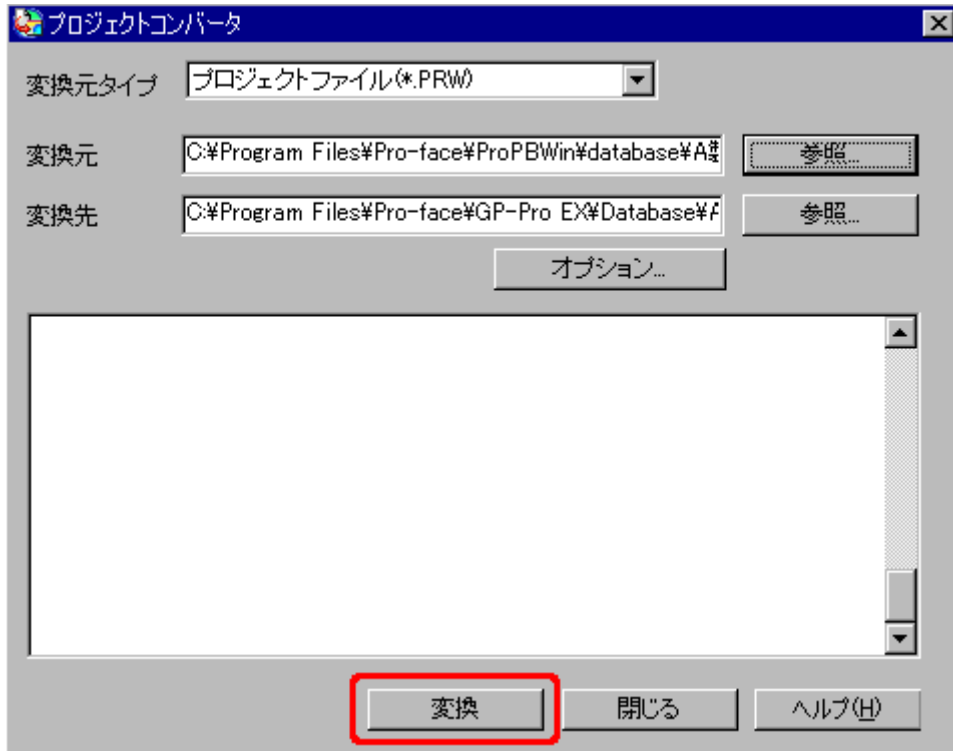 プロジェクトコンバータ
変換元タイプ プロジェクトファイル(*.PRW)
変換元 C:¥Program Files¥Pro-face¥ProPBWin¥database¥A 参照...
変換先 C:¥Program Files¥Pro-face¥GP-Pro EX¥Database¥A 参照...
オプション...
変換 閉じる ヘルプ(H)